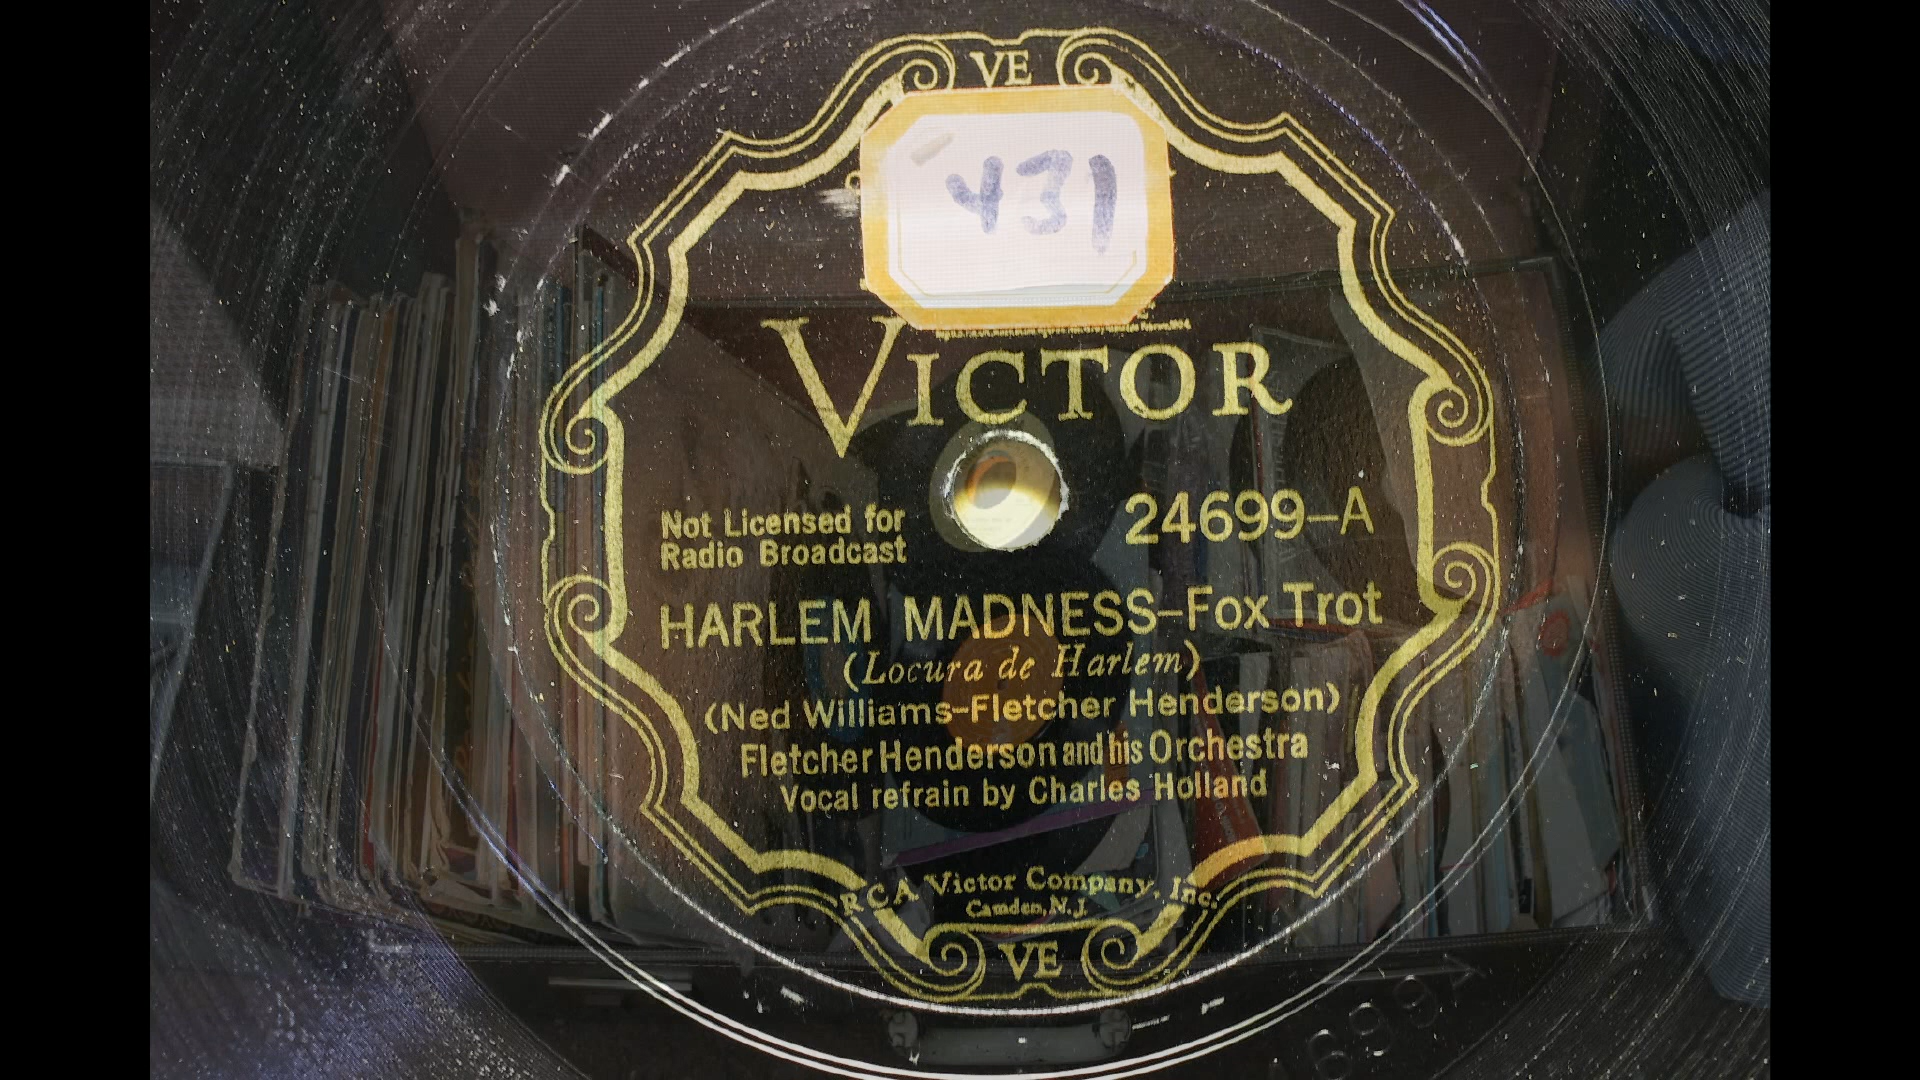 VE
431
VICTOR
Not Licensed for
Radio Broadcast
24699-A
HARLEM MADNESS-Fox Trot
(Locura de Harlem)
(Ned Williams-Fletcher Henderson)
Fletcher Henderson and his Orchestra
Vocal refrain by Charles Holland
RCA Victor Company, Inc.
Camden, N.J.
VE